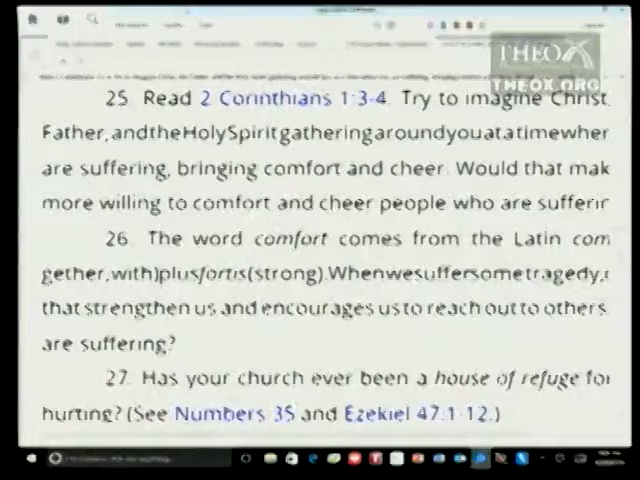 THEOX
THEOX.ORG
25 Read 2 Corinthians 1:3-4. Try to imagine Christ,
Father, and the Holy Spirit gathering around you at a time wher
are suffering, bringing comfort and cheer. Would that mak
more willing to comfort and cheer people who are sufferir
26 The word comfort comes from the Latin com
gether, with) plus fortis (strong). When we suffer some tragedy,
that strengthen us and encourages us to reach out to others
are suffering?
27. Has your church ever been a house of refuge for
hurting? (See Numbers 35 and Ezekiel 47.1-12.)